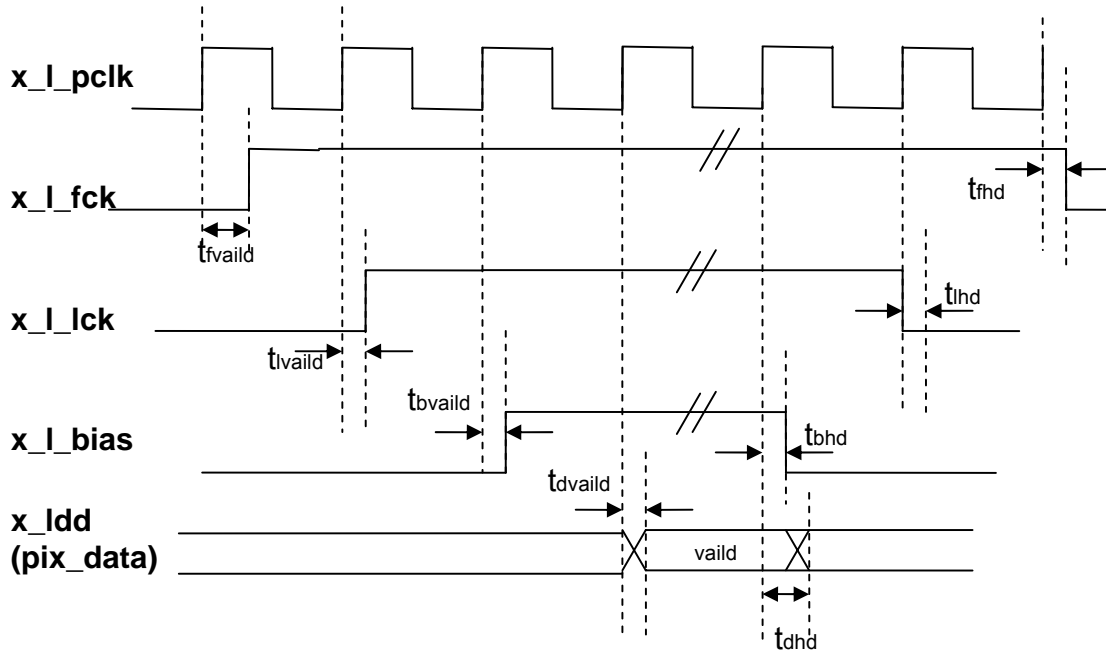 x_l_pclk
x_l_fck
tfhd
tfvaild
x_l_lck
tlhd
tlvaild
tbvaild
x_l_bias
tbhd
tdvaild
x_ldd
(pix_data)
vaild
tdhd